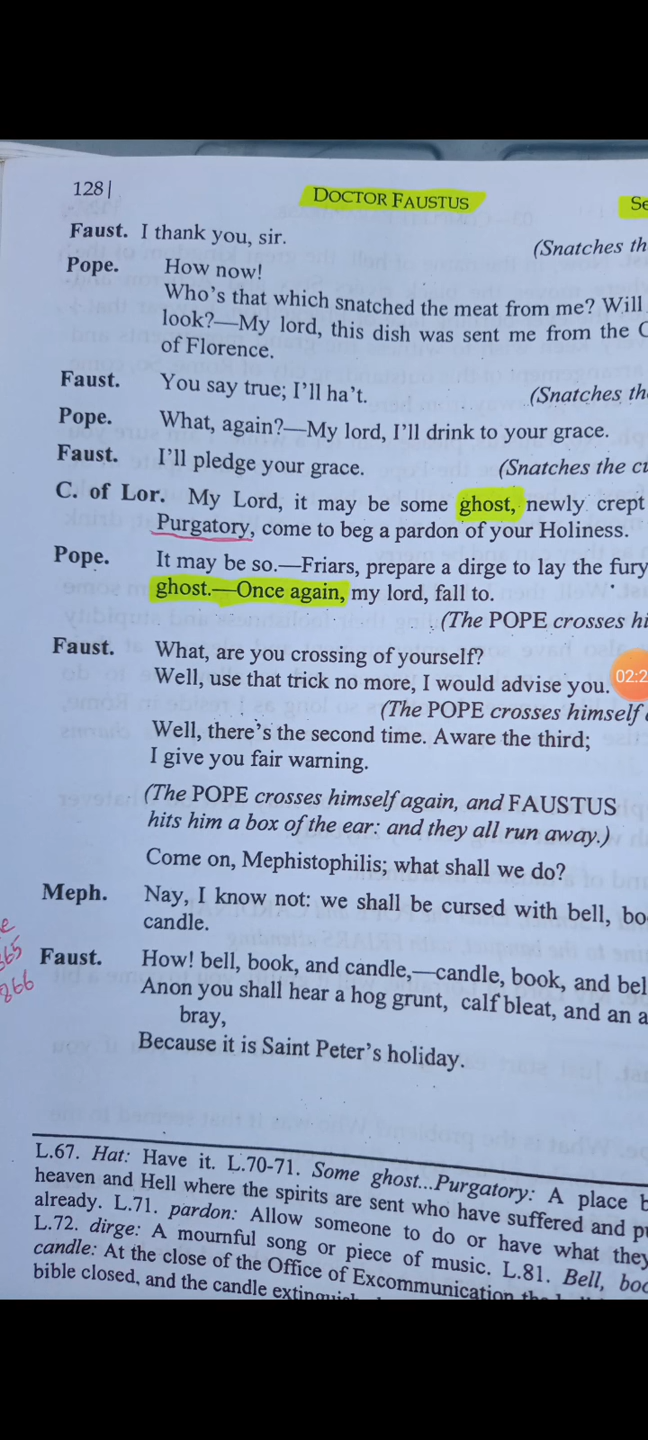 128|
DOCTOR FAUSTUS
Faust. I thank you, sir. (Snatches
Pope. How now!
Who's that which snatched the meat from me? Will
look?—My lord, this dish was sent me from the
of Florence.
Faust. You say true; I'll ha't. (Snatches
Pope. What, again?—My lord, I'll drink to your grace.
Faust. I'll pledge your grace. (Snatches the
C. of Lor. My Lord, it may be some ghost, newly crept
Purgatory, come to beg a pardon of your Holiness.
Pope. It may be so.—Friars, prepare a dirge to lay the fury
ghost.—Once again, my lord, fall to.
(The POPE crosses
Faust. What, are you crossing of yourself?
Well, use that trick no more, I would advise you.
02:2
(The POPE crosses himself
Well, there's the second time. Aware the third;
I give you fair warning.
(The POPE crosses himself again, and FAUSTUS
hits him a box of the ear: and they all run away.)
Come on, Mephistophilis; what shall we do?
Meph. Nay, I know not: we shall be cursed with bell,
candle.
Faust. How! bell, book, and candle,—candle, book, and
Anon you shall hear a hog grunt, calf bleat, and an
bray,
Because it is Saint Peter's holiday.
866
L.67. Hat: Have it. L.70-71. Some ghost...Purgatory: A place
heaven and Hell where the spirits are sent who have suffered and
already. L.71. pardon: Allow someone to do or have what they
L.72. dirge: A mournful song or piece of music. L.81. Bell,
candle: At the close of the Office of Excommunication
bible closed, and the candle